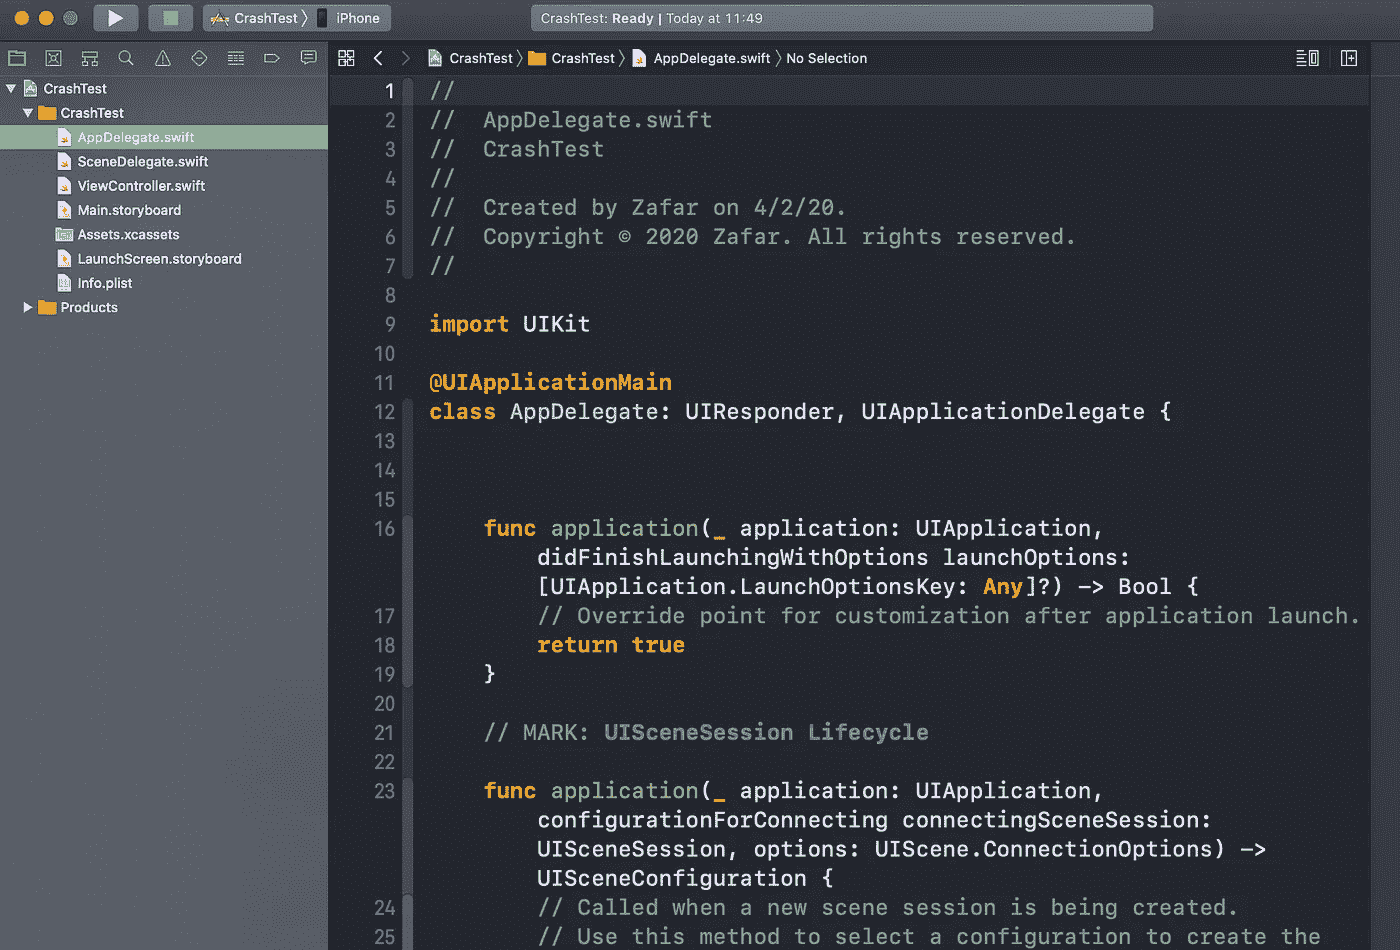 CrashTest 〉 iPhone
CrashTest: Ready | Today at 11:49
CrashTest 〉 CrashTest 〉 AppDelegate.swift 〉 No Selection
CrashTest
CrashTest
AppDelegate.swift
SceneDelegate.swift
ViewController.swift
Main.storyboard
Assets.xcassets
LaunchScreen.storyboard
Info.plist
Products
1 //
2 //  AppDelegate.swift
3 //  CrashTest
4 //
5 //  Created by Zafar on 4/2/20.
6 //  Copyright © 2020 Zafar. All rights reserved.
7 //
8
9 import UIKit
10
11 @UIApplicationMain
12 class AppDelegate: UIResponder, UIApplicationDelegate {
13
14
15
16     func application(_ application: UIApplication,
didFinishLaunchingWithOptions launchOptions:
[UIApplication.LaunchOptionsKey: Any]?) -> Bool {
17         // Override point for customization after application launch.
18         return true
19     }
20
21     // MARK: UISceneSession Lifecycle
22
23     func application(_ application: UIApplication,
configurationForConnecting connectingSceneSession:
UISceneSession, options: UIScene.ConnectionOptions) ->
UISceneConfiguration {
24         // Called when a new scene session is being created.
25         // Use this method to select a configuration to create the